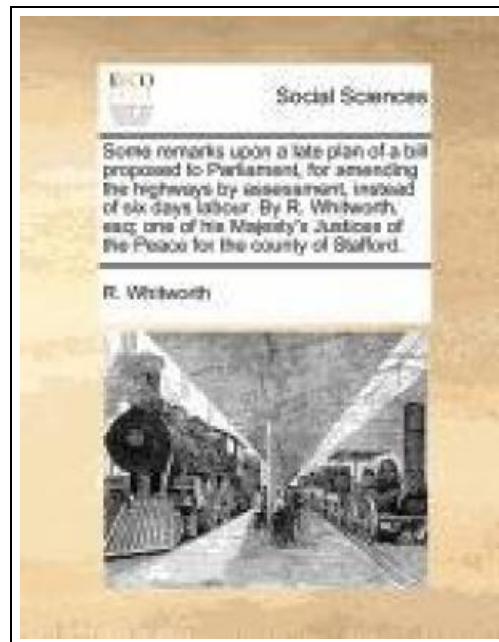 ECCO
Social Sciences
Some remarks upon a late plan of a bill
proposed to Parliament, for amending
the highways by assessment, instead
of six days labour. By R. Whitworth,
esq; one of his Majesty's Justices of
the Peace for the county of Stafford.
R. Whitworth